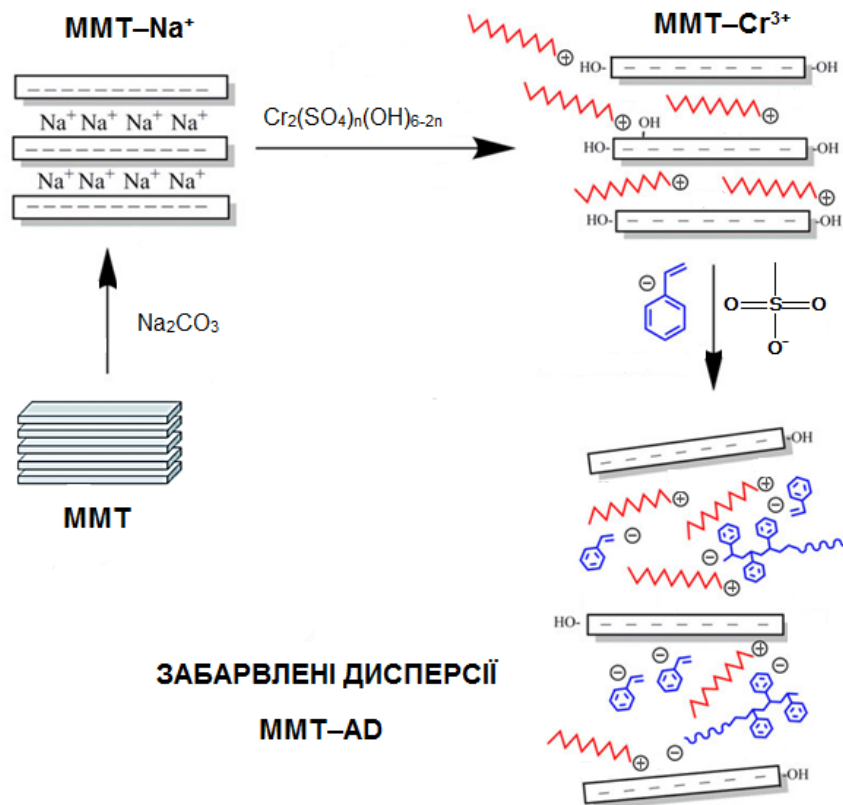 MMT–Na⁺
MMT–Cr³⁺
Na⁺ Na⁺ Na⁺ Na⁺
Na⁺ Na⁺ Na⁺ Na⁺
Cr₂(SO₄)ₙ(OH)₆₋₂ₙ
HO- -OH
OH
HO- -OH
HO- -OH
Na₂CO₃
O S O
O⁻
MMT
-OH
HO-
-OH
ЗАБАРВЛЕНІ ДИСПЕРСІЇ
MMT–AD